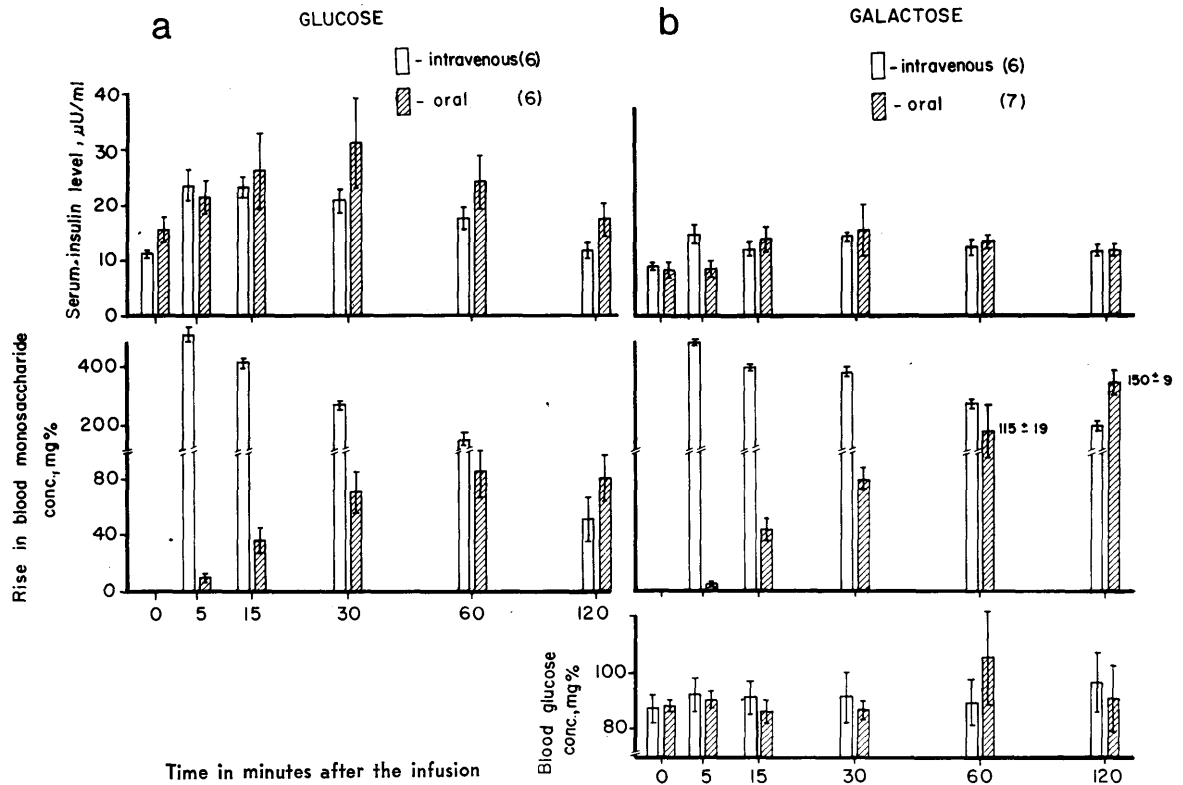 a GLUCOSE
- intravenous(6)
- oral (6)
Serum-insulin level, μU/ml
40
30
20
10
0
Rise in blood monosaccharide
conc., mg%
400
200
80
40
0
0 5 15 30 60 120
Time in minutes after the infusion
b GALACTOSE
- intravenous (6)
- oral (7)
115 ± 19
150 ± 9
Blood glucose
conc., mg%
100
80
0 5 15 30 60 120